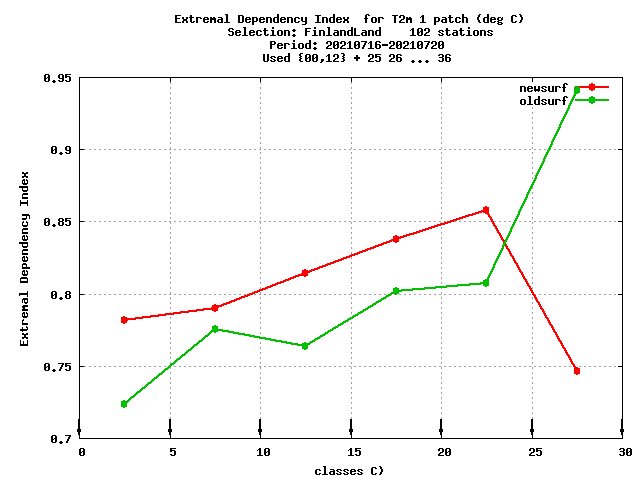 Extremal Dependency Index  for T2m 1 patch (deg C)
Selection: FinlandLand    102 stations
Period: 20210716-20210720
Used {00,12} + 25 26 ... 36
newsurf
oldsurf
Extremal Dependency Index
0.95
0.9
0.85
0.8
0.75
0.7
0 5 10 15 20 25 30
classes C)